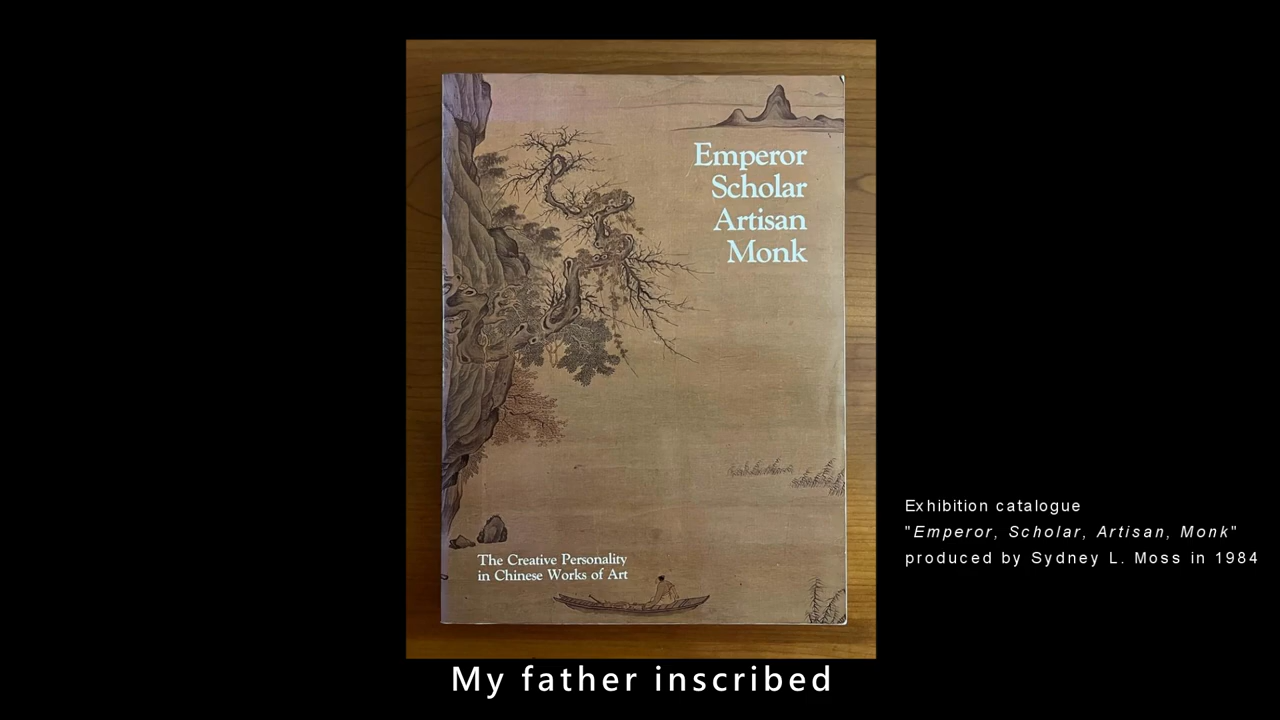 Emperor
Scholar
Artisan
Monk
The Creative Personality
in Chinese Works of Art
Exhibition catalogue
"Emperor, Scholar, Artisan, Monk"
produced by Sydney L. Moss in 1984
My father inscribed